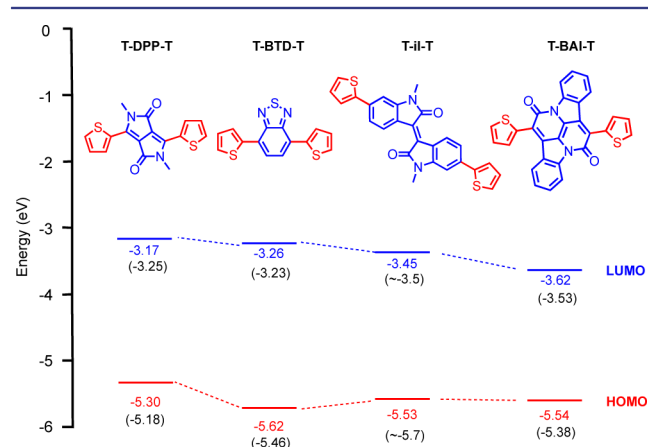 T-DPP-T T-BTD-T T-iI-T T-BAI-T
0
-1
-2
-3
-4
-5
-6
Energy (eV)
N
O
S
S
O
N
N S N
S
S
S
N
O
O
N
S
O
N
S
S
N
O
-3.17
(-3.25)
-3.26
(-3.23)
-3.45
(~-3.5)
-3.62
(-3.53)
LUMO
-5.30
(-5.18)
-5.62
(-5.46)
-5.53
(~-5.7)
-5.54
(-5.38)
HOMO